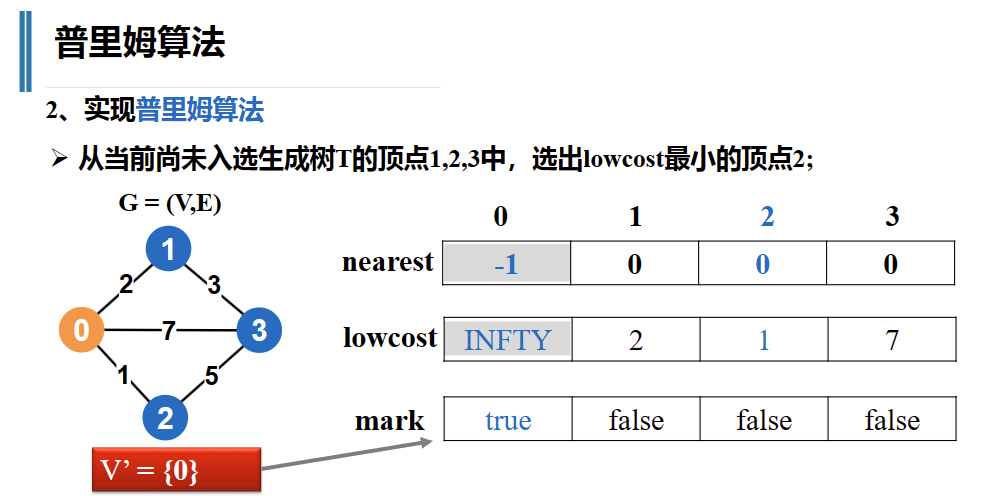 普里姆算法
2、实现普里姆算法
➢ 从当前尚未入选生成树T的顶点1,2,3中，选出lowcost最小的顶点2；
G = (V,E)
0 1 2 3
nearest -1 0 0 0
lowcost INFTY 2 1 7
mark true false false false
1
2 3
0 7 3
1 5
2
V’ = {0}